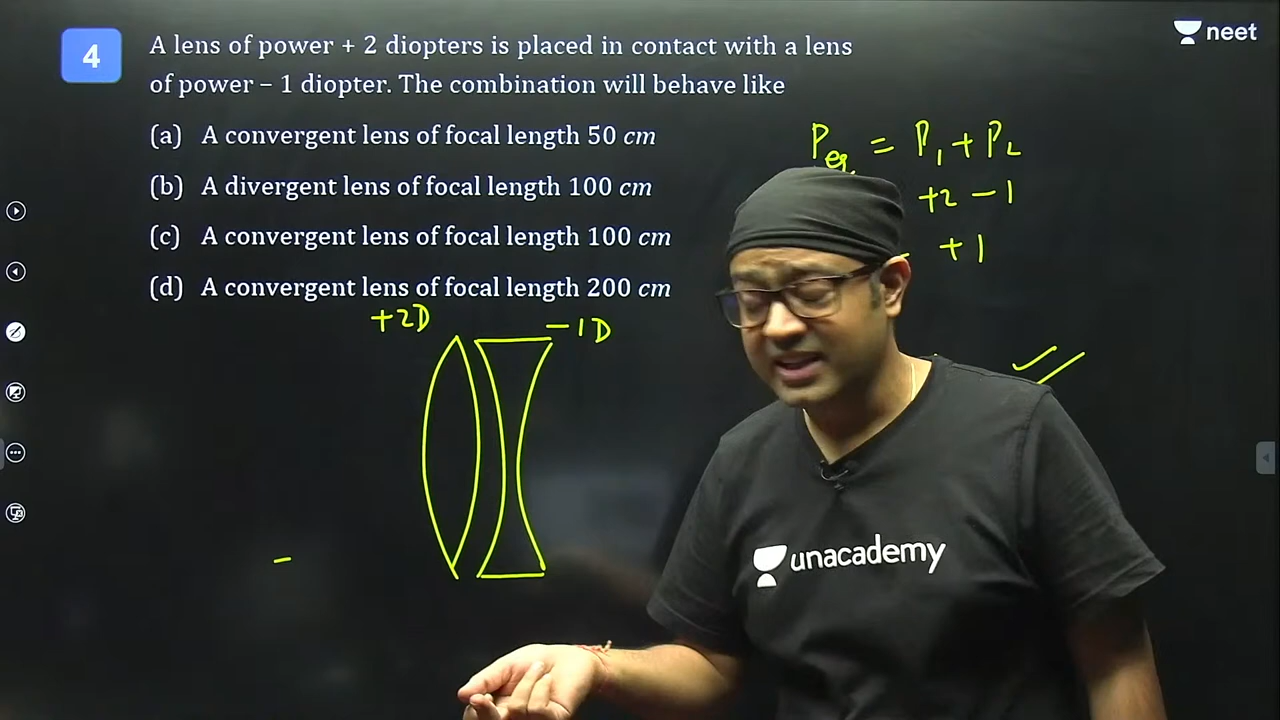 4
A lens of power + 2 diopters is placed in contact with a lens
of power – 1 diopter. The combination will behave like
(a) A convergent lens of focal length 50 cm
(b) A divergent lens of focal length 100 cm
(c) A convergent lens of focal length 100 cm
(d) A convergent lens of focal length 200 cm
neet
Peq = P1 + P2
+2 - 1
+1
+2D
-1D
unacademy